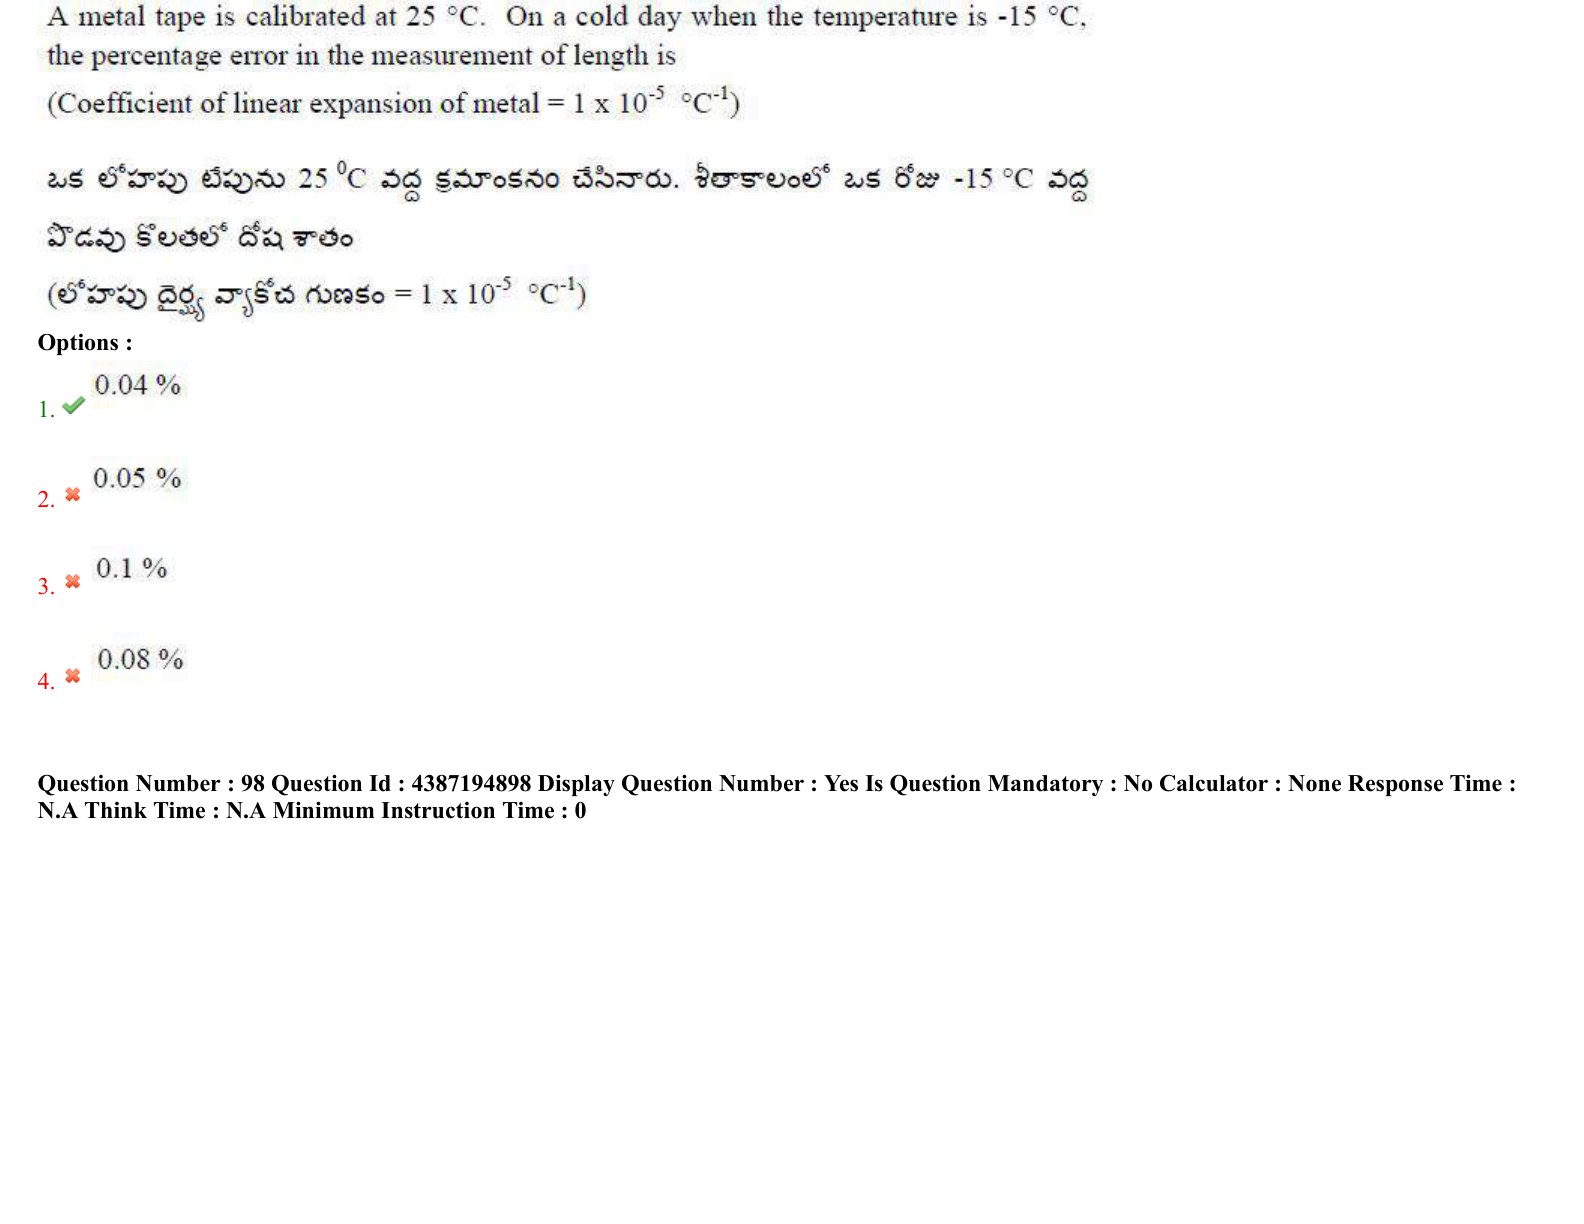 A metal tape is calibrated at 25 °C. On a cold day when the temperature is -15 °C,
the percentage error in the measurement of length is
(Coefficient of linear expansion of metal = 1 x 10⁻⁵ °C⁻¹)
ఒక లోహపు టేపును 25 ⁰C వద్ద క్రమాంకనం చేసినారు. శీతాకాలంలో ఒక రోజు -15 °C వద్ద
పొడవు కొలతలో దోష శాతం
(లోహపు దైర్ఘ్య వ్యాకోచ గుణకం = 1 x 10⁻⁵ °C⁻¹)
Options :
0.04 %
1.
0.05 %
2.
0.1 %
3.
0.08 %
4.
Question Number : 98 Question Id : 4387194898 Display Question Number : Yes Is Question Mandatory : No Calculator : None Response Time :
N.A Think Time : N.A Minimum Instruction Time : 0